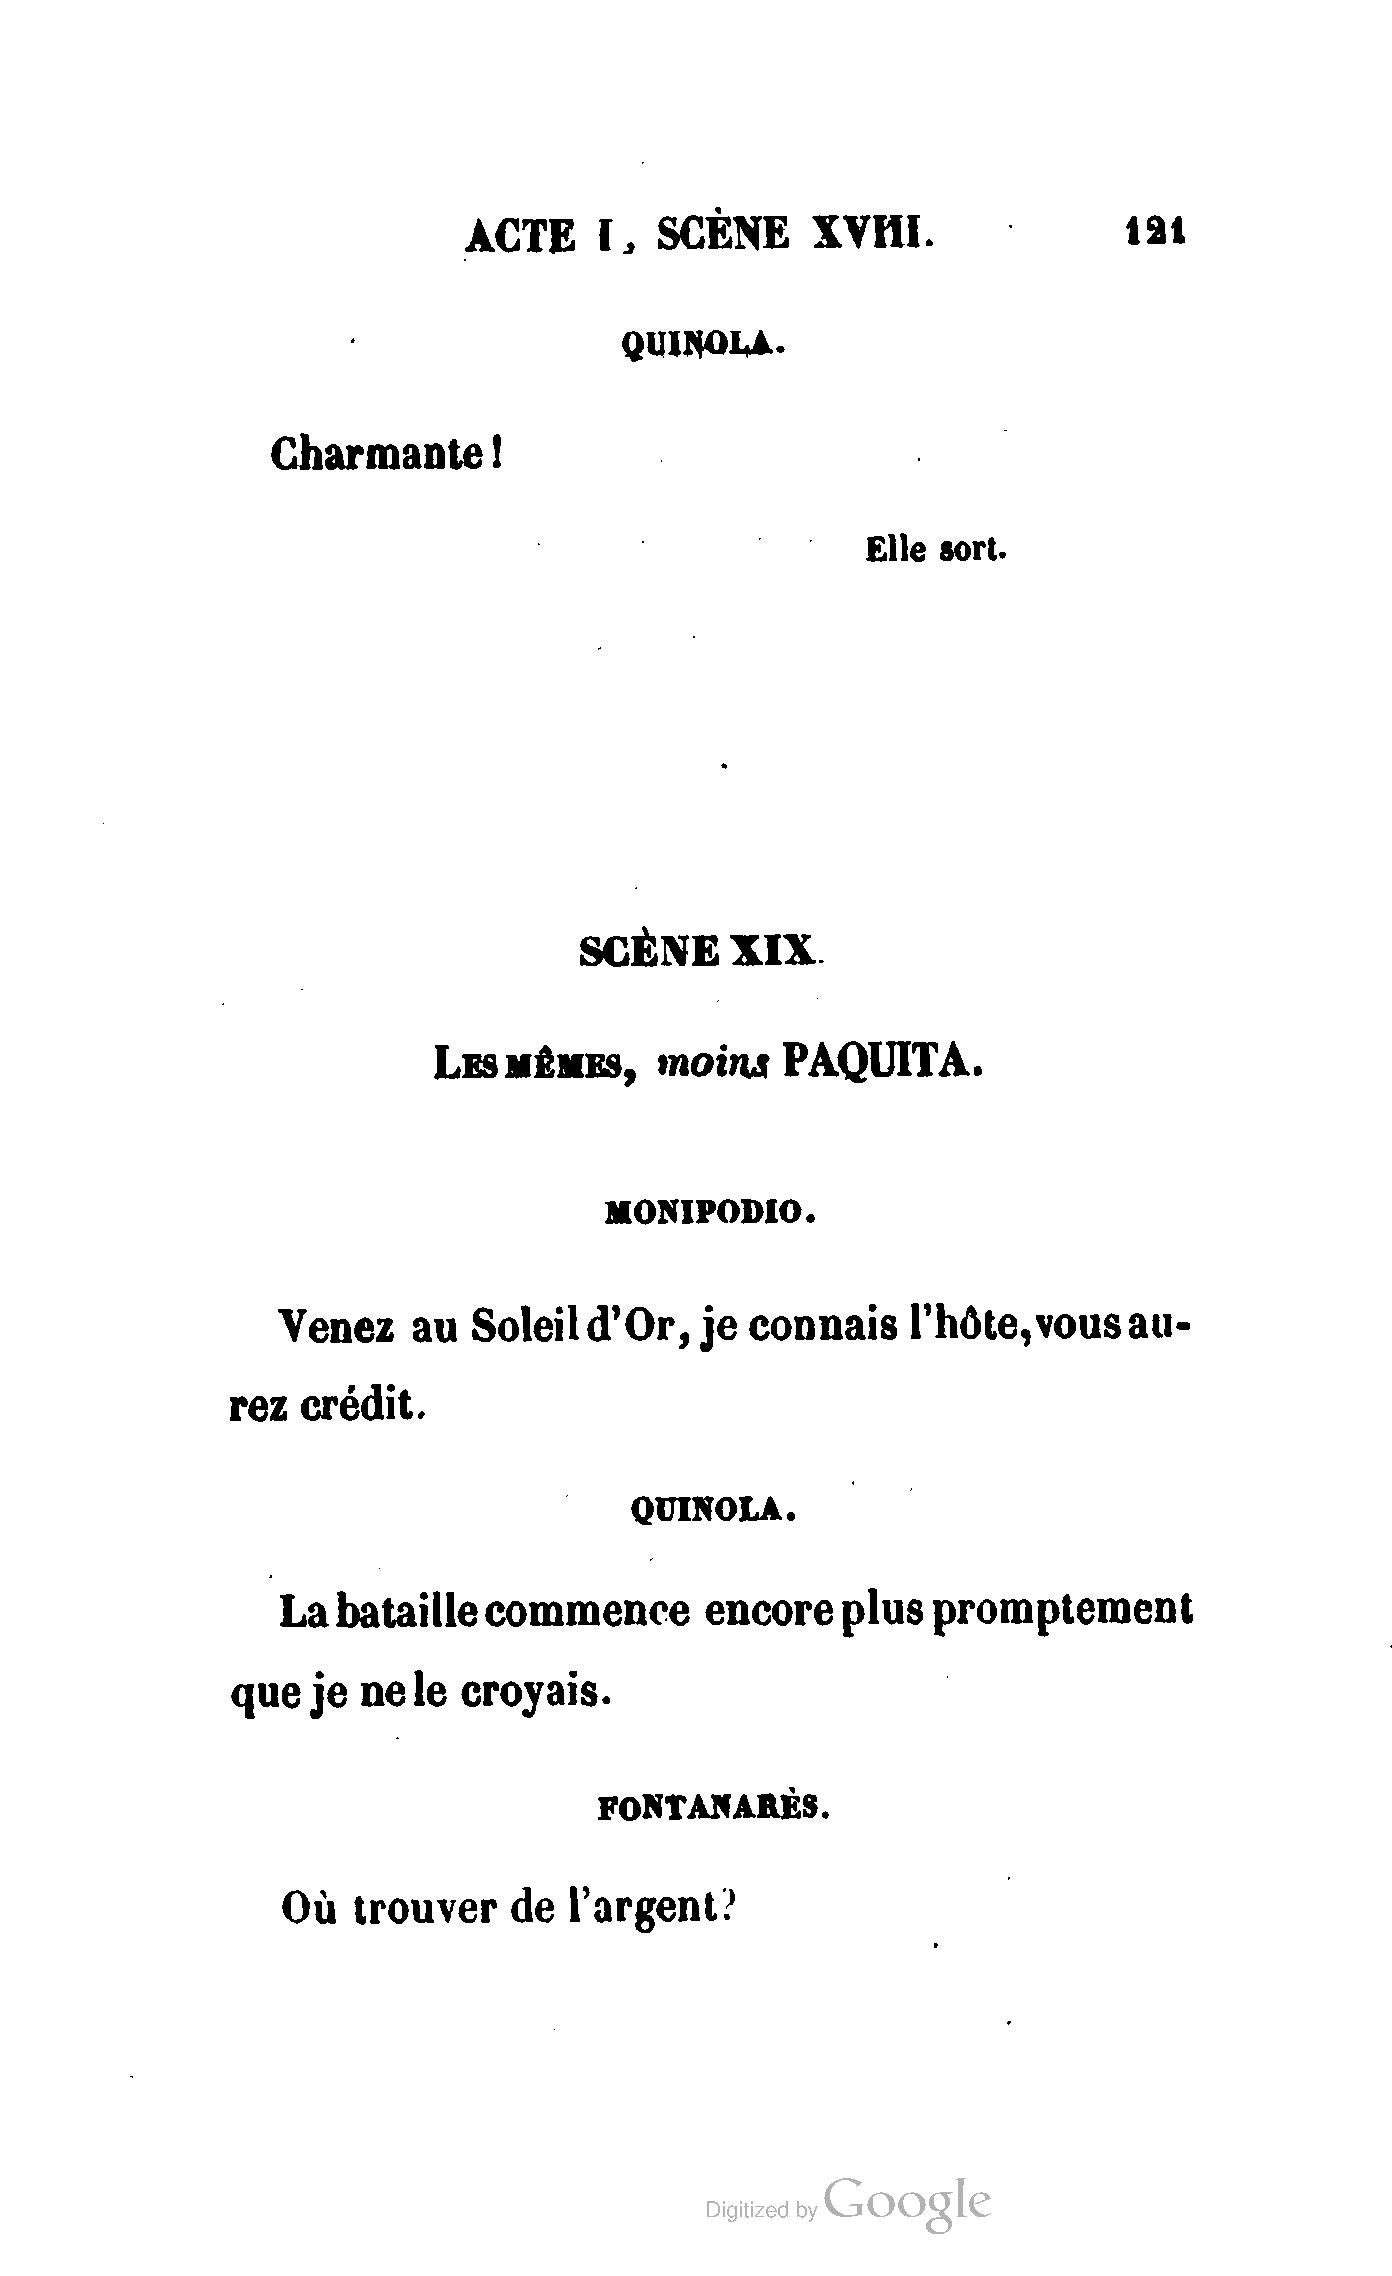 ACTE I, SCÈNE XVIII. 121
QUINOLA.
Charmante !
Elle sort.
SCÈNE XIX.
LES MÊMES, moins PAQUITA.
MONIPODIO.
Venez au Soleil d'Or, je connais l'hôte, vous au-
rez crédit.
QUINOLA.
La bataille commence encore plus promptement
que je ne le croyais.
FONTANARÈS.
Où trouver de l'argent?
Digitized by Google